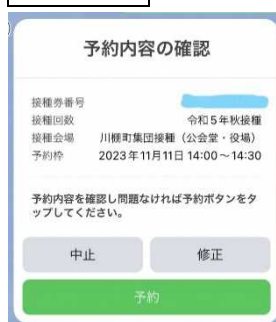 予約内容の確認
接種券番号
接種回数 令和5年秋接種
接種会場 川棚町集団接種（公会堂・役場）
予約枠 2023年11月11日 14:00～14:30
予約内容を確認し問題なければ予約ボタンをタ
ップしてください。
中止 修正
予約